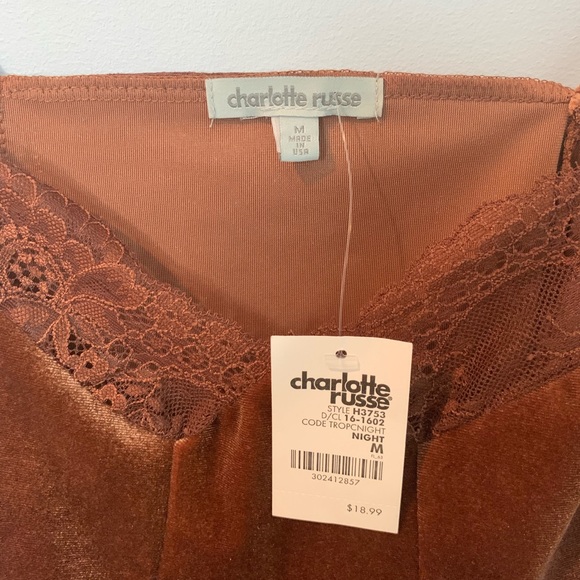 charlotte russe
M
MADE
IN
USA
charlotte
russe
STYLE H3753
D/CL 16-1602
CODE TROPCNIGHT
NIGHT
M
302412857
$18.99